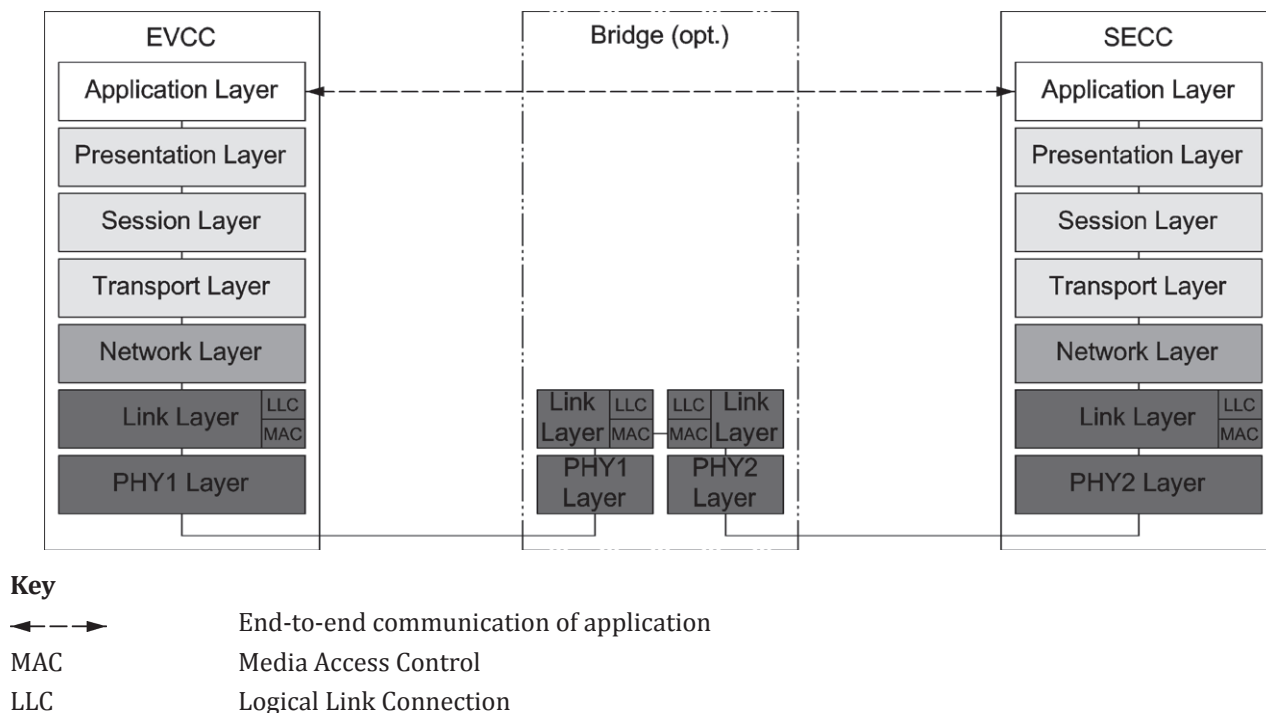 EVCC
Application Layer
Presentation Layer
Session Layer
Transport Layer
Network Layer
Link Layer
LLC
MAC
PHY1 Layer
Bridge (opt.)
Link
Layer
LLC
MAC
LLC
MAC
Link
Layer
PHY1
Layer
PHY2
Layer
SECC
Application Layer
Presentation Layer
Session Layer
Transport Layer
Network Layer
Link Layer
LLC
MAC
PHY2 Layer
Key
End-to-end communication of application
MAC Media Access Control
LLC Logical Link Connection